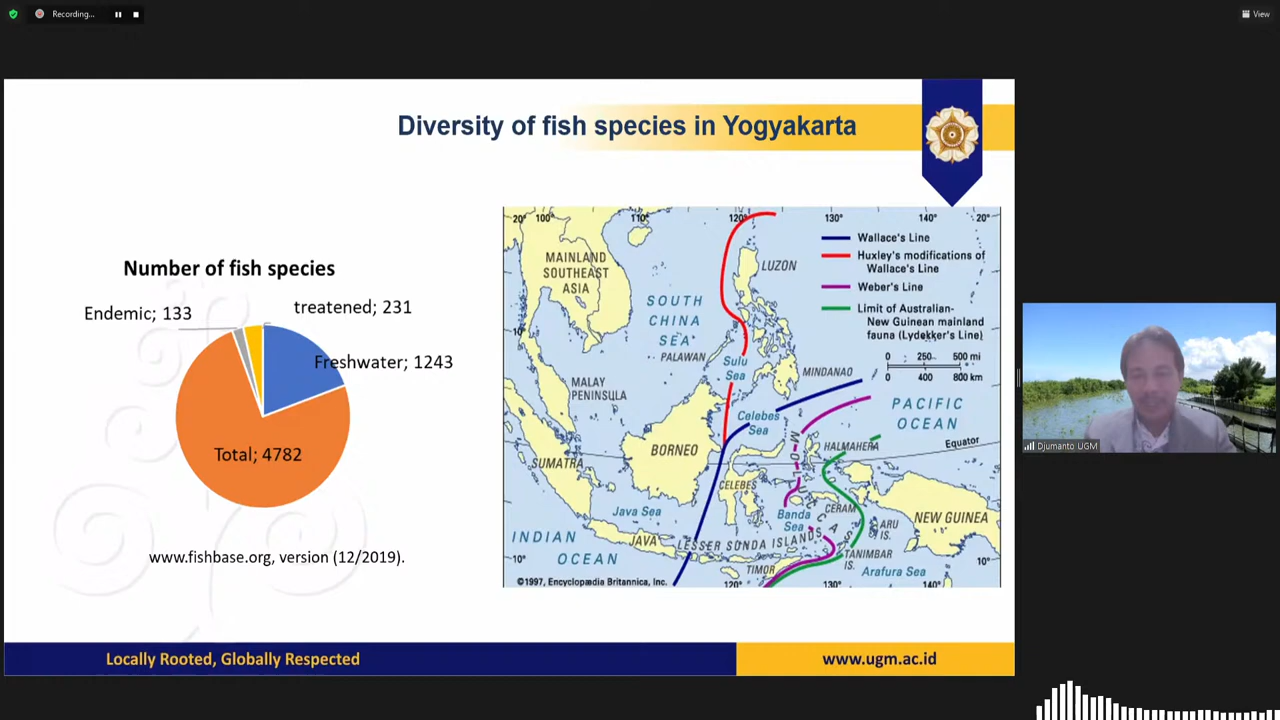 Recording...
View
Diversity of fish species in Yogyakarta
Number of fish species
Endemic; 133
treatened; 231
Freshwater; 1243
Total; 4782
www.fishbase.org, version (12/2019).
20°
100°
110°
120°
130°
140°
20°
MAINLAND
SOUTHEAST
ASIA
LUZON
Wallace's Line
Huxley's modifications of
Wallace's Line
Weber's Line
Limit of Australian-
New Guinean mainland
fauna (Lydekker's Line)
0 250 500 mi
0 400 800 km
SOUTH
CHINA
SEA
10°
PALAWAN
Sulu
Sea
MINDANAO
MALAY
PENINSULA
Celebes
Sea
PACIFIC
OCEAN
BORNEO
HALMAHERA
Equator
SUMATRA
CELEBES
MOLUCCAS
CERAM
Java Sea
Banda
Sea
NEW GUINEA
ARU
IS.
INDIAN
OCEAN
JAVA
LESSER SUNDA ISLANDS
TANIMBAR
IS.
10°
TIMOR
Arafura Sea
10°
©1997, Encyclopædia Britannica, Inc.
120°
130°
140°
Djumanto UGM
Locally Rooted, Globally Respected
www.ugm.ac.id